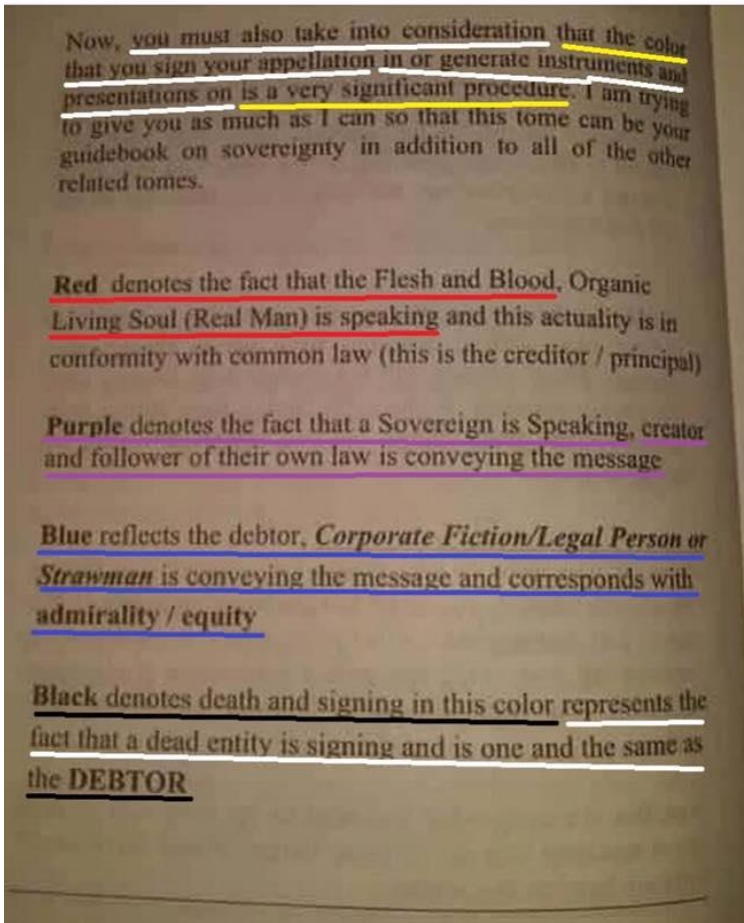 Now, you must also take into consideration that the color
that you sign your appellation in or generate instruments and
presentations on is a very significant procedure. I am trying
to give you as much as I can so that this tome can be your
guidebook on sovereignty in addition to all of the other
related tomes.
Red denotes the fact that the Flesh and Blood, Organic
Living Soul (Real Man) is speaking and this actuality is in
conformity with common law (this is the creditor / principal)
Purple denotes the fact that a Sovereign is Speaking, creator
and follower of their own law is conveying the message
Blue reflects the debtor, Corporate Fiction/Legal Person or
Strawman is conveying the message and corresponds with
admirality / equity
Black denotes death and signing in this color represents the
fact that a dead entity is signing and is one and the same as
the DEBTOR